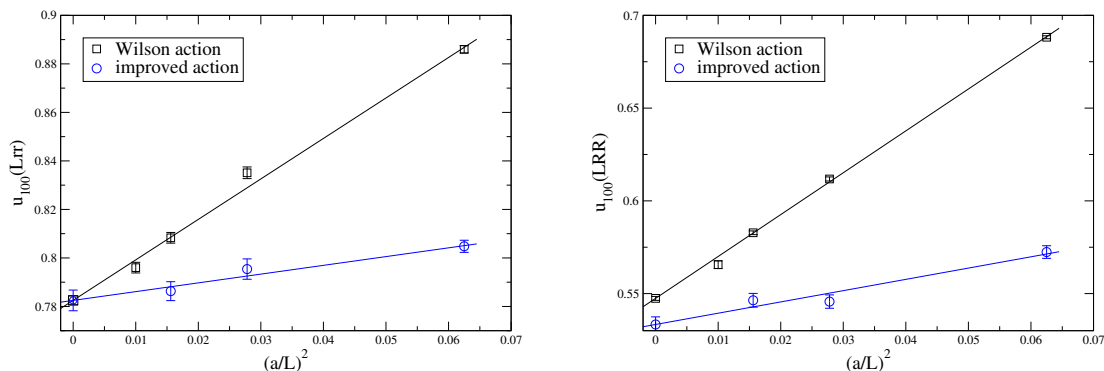 0.88
0.86
0.84
0.82
0.8
0.78
u₁₀₀(Lrr)
Wilson action
improved action
0 0.01 0.02 0.03 0.04 0.05 0.06 0.07
(a/L)²
0.7
0.65
0.6
0.55
u₁₀₀(LRR)
Wilson action
improved action
0 0.01 0.02 0.03 0.04 0.05 0.06 0.07
(a/L)²